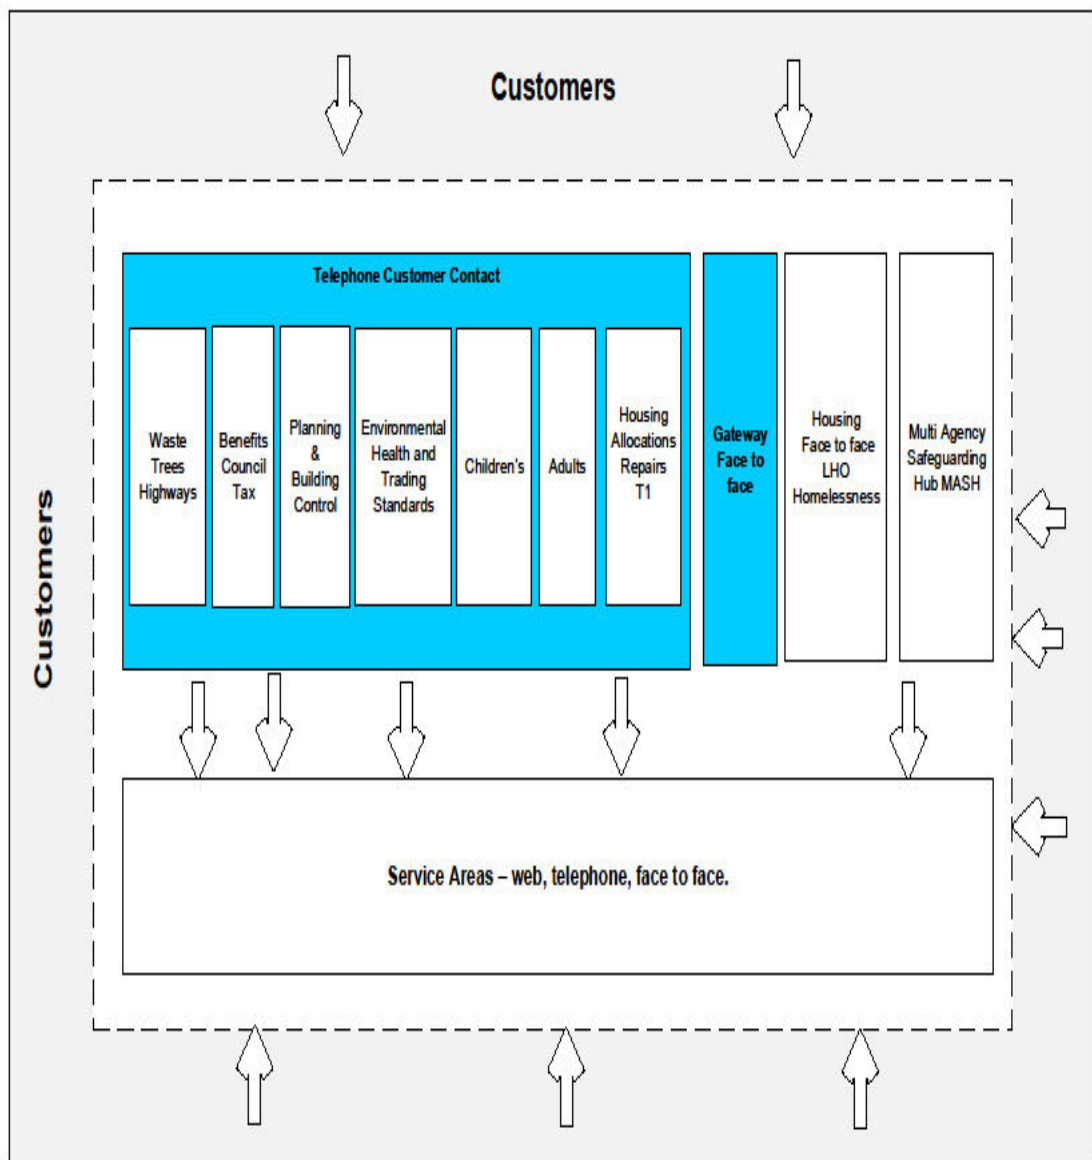 Customers
Customers
Telephone Customer Contact
Waste
Trees
Highways
Benefits
Council
Tax
Planning
&
Building
Control
Environmental
Health and
Trading
Standards
Children's
Adults
Housing
Allocations
Repairs
T1
Gateway
Face to
face
Housing
Face to face
LHO
Homelessness
Multi Agency
Safeguarding
Hub MASH
Service Areas – web, telephone, face to face.